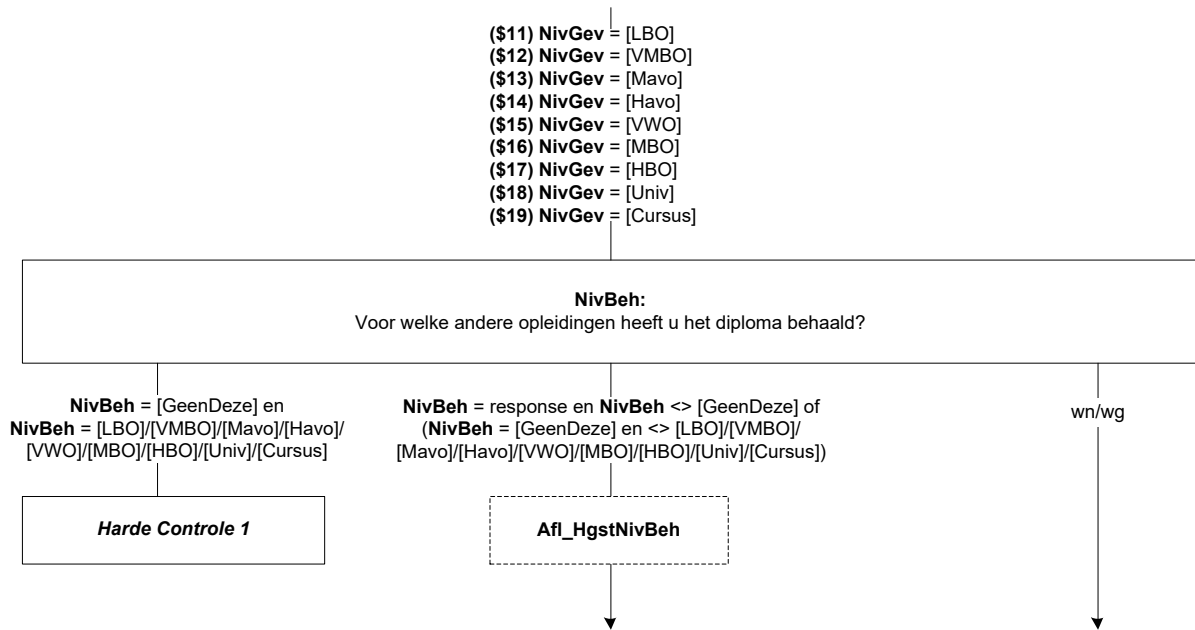 ($11) NivGev = [LBO]
($12) NivGev = [VMBO]
($13) NivGev = [Mavo]
($14) NivGev = [Havo]
($15) NivGev = [VWO]
($16) NivGev = [MBO]
($17) NivGev = [HBO]
($18) NivGev = [Univ]
($19) NivGev = [Cursus]
NivBeh:
Voor welke andere opleidingen heeft u het diploma behaald?
NivBeh = [GeenDeze] en
NivBeh = [LBO]/[VMBO]/[Mavo]/[Havo]/
[VWO]/[MBO]/[HBO]/[Univ]/[Cursus]
NivBeh = response en NivBeh <> [GeenDeze] of
(NivBeh = [GeenDeze] en <> [LBO]/[VMBO]/
[Mavo]/[Havo]/[VWO]/[MBO]/[HBO]/[Univ]/[Cursus])
wn/wg
Harde Controle 1
Afl_HgstNivBeh